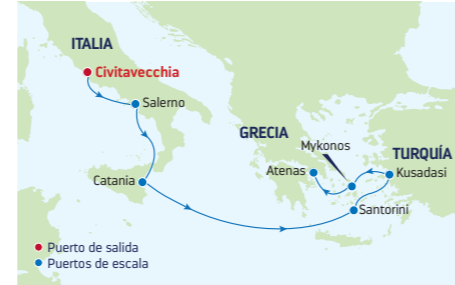 ITALIA
Civitavecchia
Salerno
GRECIA
Mykonos
TURQUÍA
Atenas
Kusadasi
Catania
Santorini
Puerto de salida
Puertos de escala